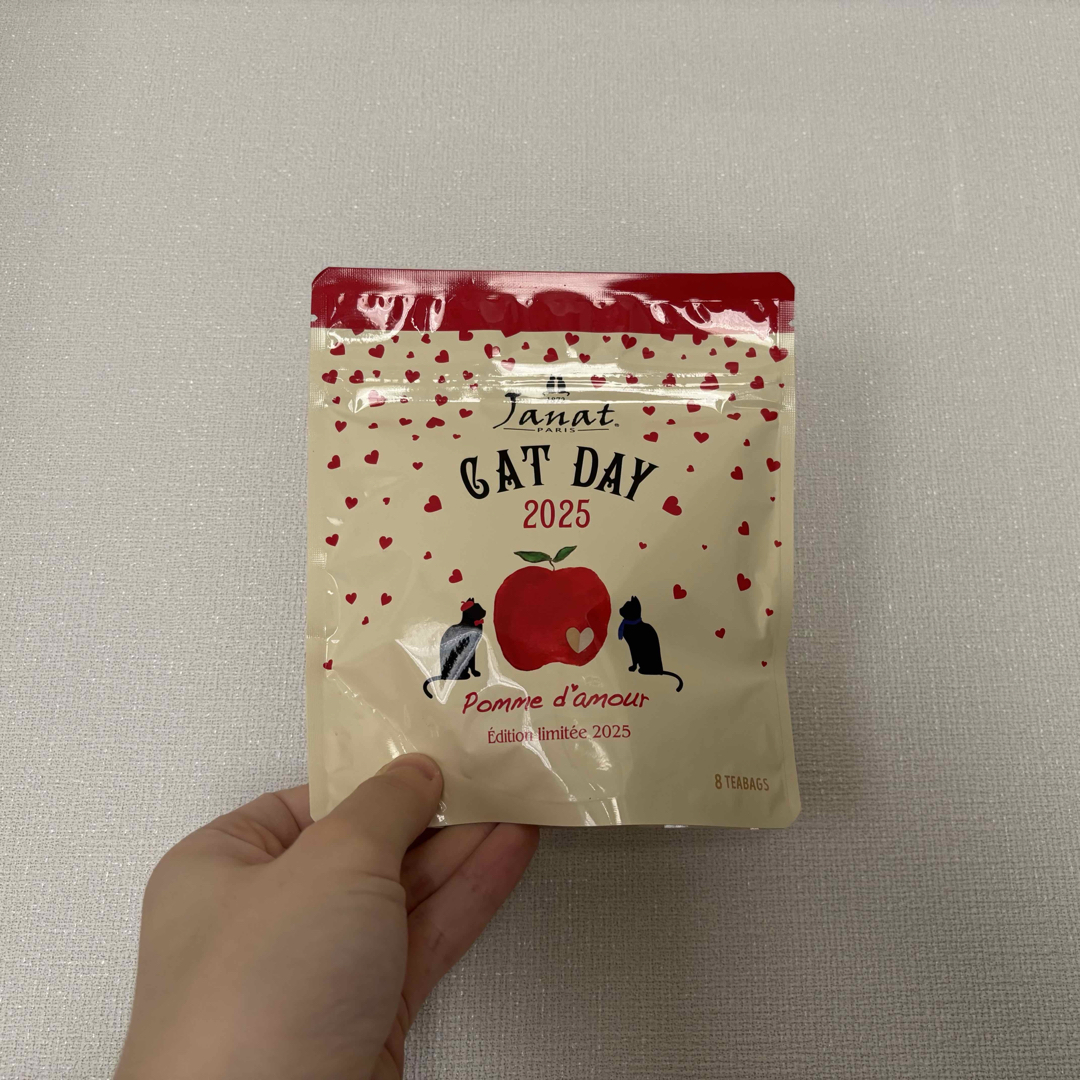 Janat
PARIS
CAT DAY
2025
Pomme d'amour
Édition limitée 2025
8 TEABAGS